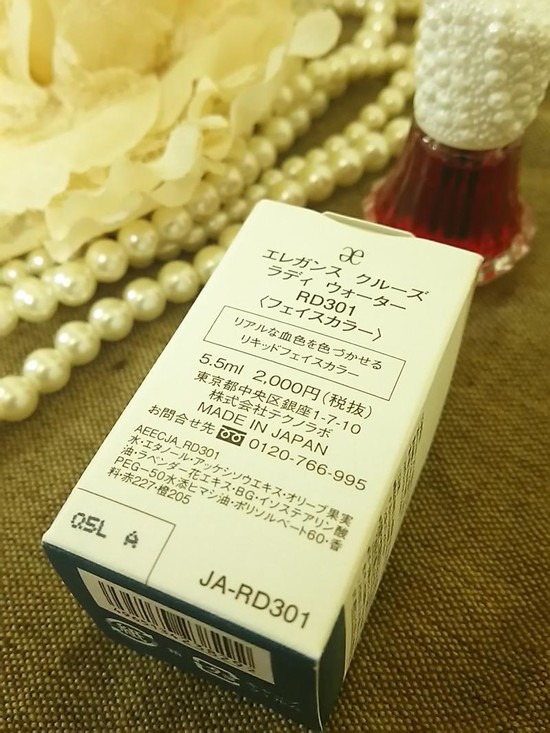 æ
エレガンス クルーズ
ラディ ウォーター
RD301
〈フェイスカラー〉
リアルな血色を色づかせる
リキッドフェイスカラー
5.5ml 2,000円(税抜)
東京都中央区銀座1-7-10
株式会社テクノラボ
MADE IN JAPAN
お問合せ先 0120-766-995
AEECJA_RD301
水・エタノール・アッケシソウエキス・オリーブ果実
油・ラベンダー花エキス・BG・イソステアリン酸
PEG-50水添ヒマシ油・ポリソルベート60・香
料・赤227・橙205
Q5L A
JA-RD301